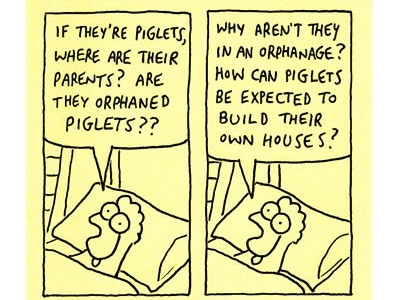 IF THEY'RE PIGLETS,
WHERE ARE THEIR
PARENTS? ARE
THEY ORPHANED
PIGLETS??
WHY AREN'T THEY
IN AN ORPHANAGE?
HOW CAN PIGLETS
BE EXPECTED TO
BUILD THEIR
OWN HOUSES?